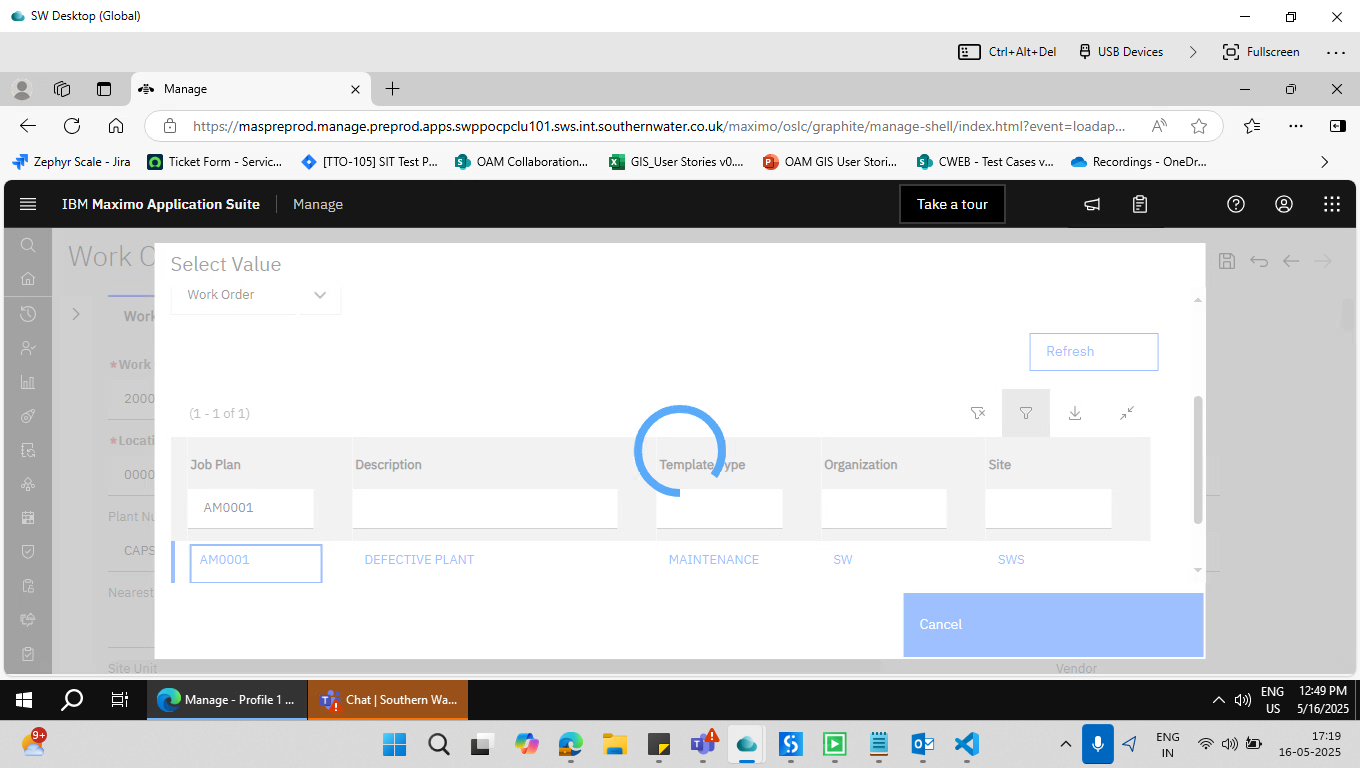 SW Desktop (Global)
Ctrl+Alt+Del
USB Devices
Fullscreen
Manage
https://maspreprod.manage.preprod.apps.swppocpclu101.sws.int.southernwater.co.uk/maximo/oslc/graphite/manage-shell/index.html?event=loadap...
Zephyr Scale - Jira
Ticket Form - Servic...
[TTO-105] SIT Test P...
OAM Collaboration...
GIS_User Stories v0....
OAM GIS User Stori...
CWEB - Test Cases v...
Recordings - OneDr...
IBM Maximo Application Suite
Manage
Take a tour
Work O
Select Value
Work Order
Work
Refresh
*Work
2000
(1 - 1 of 1)
*Locati
Job Plan
Description
Template Type
Organization
Site
0000
AM0001
Plant Nu
CAPS
AM0001
DEFECTIVE PLANT
MAINTENANCE
SW
SWS
Nearest
Cancel
Site Unit
Vendor
Manage - Profile 1 ...
Chat | Southern Wa...
ENG
US
12:49 PM
5/16/2025
9+
ENG
IN
17:19
16-05-2025